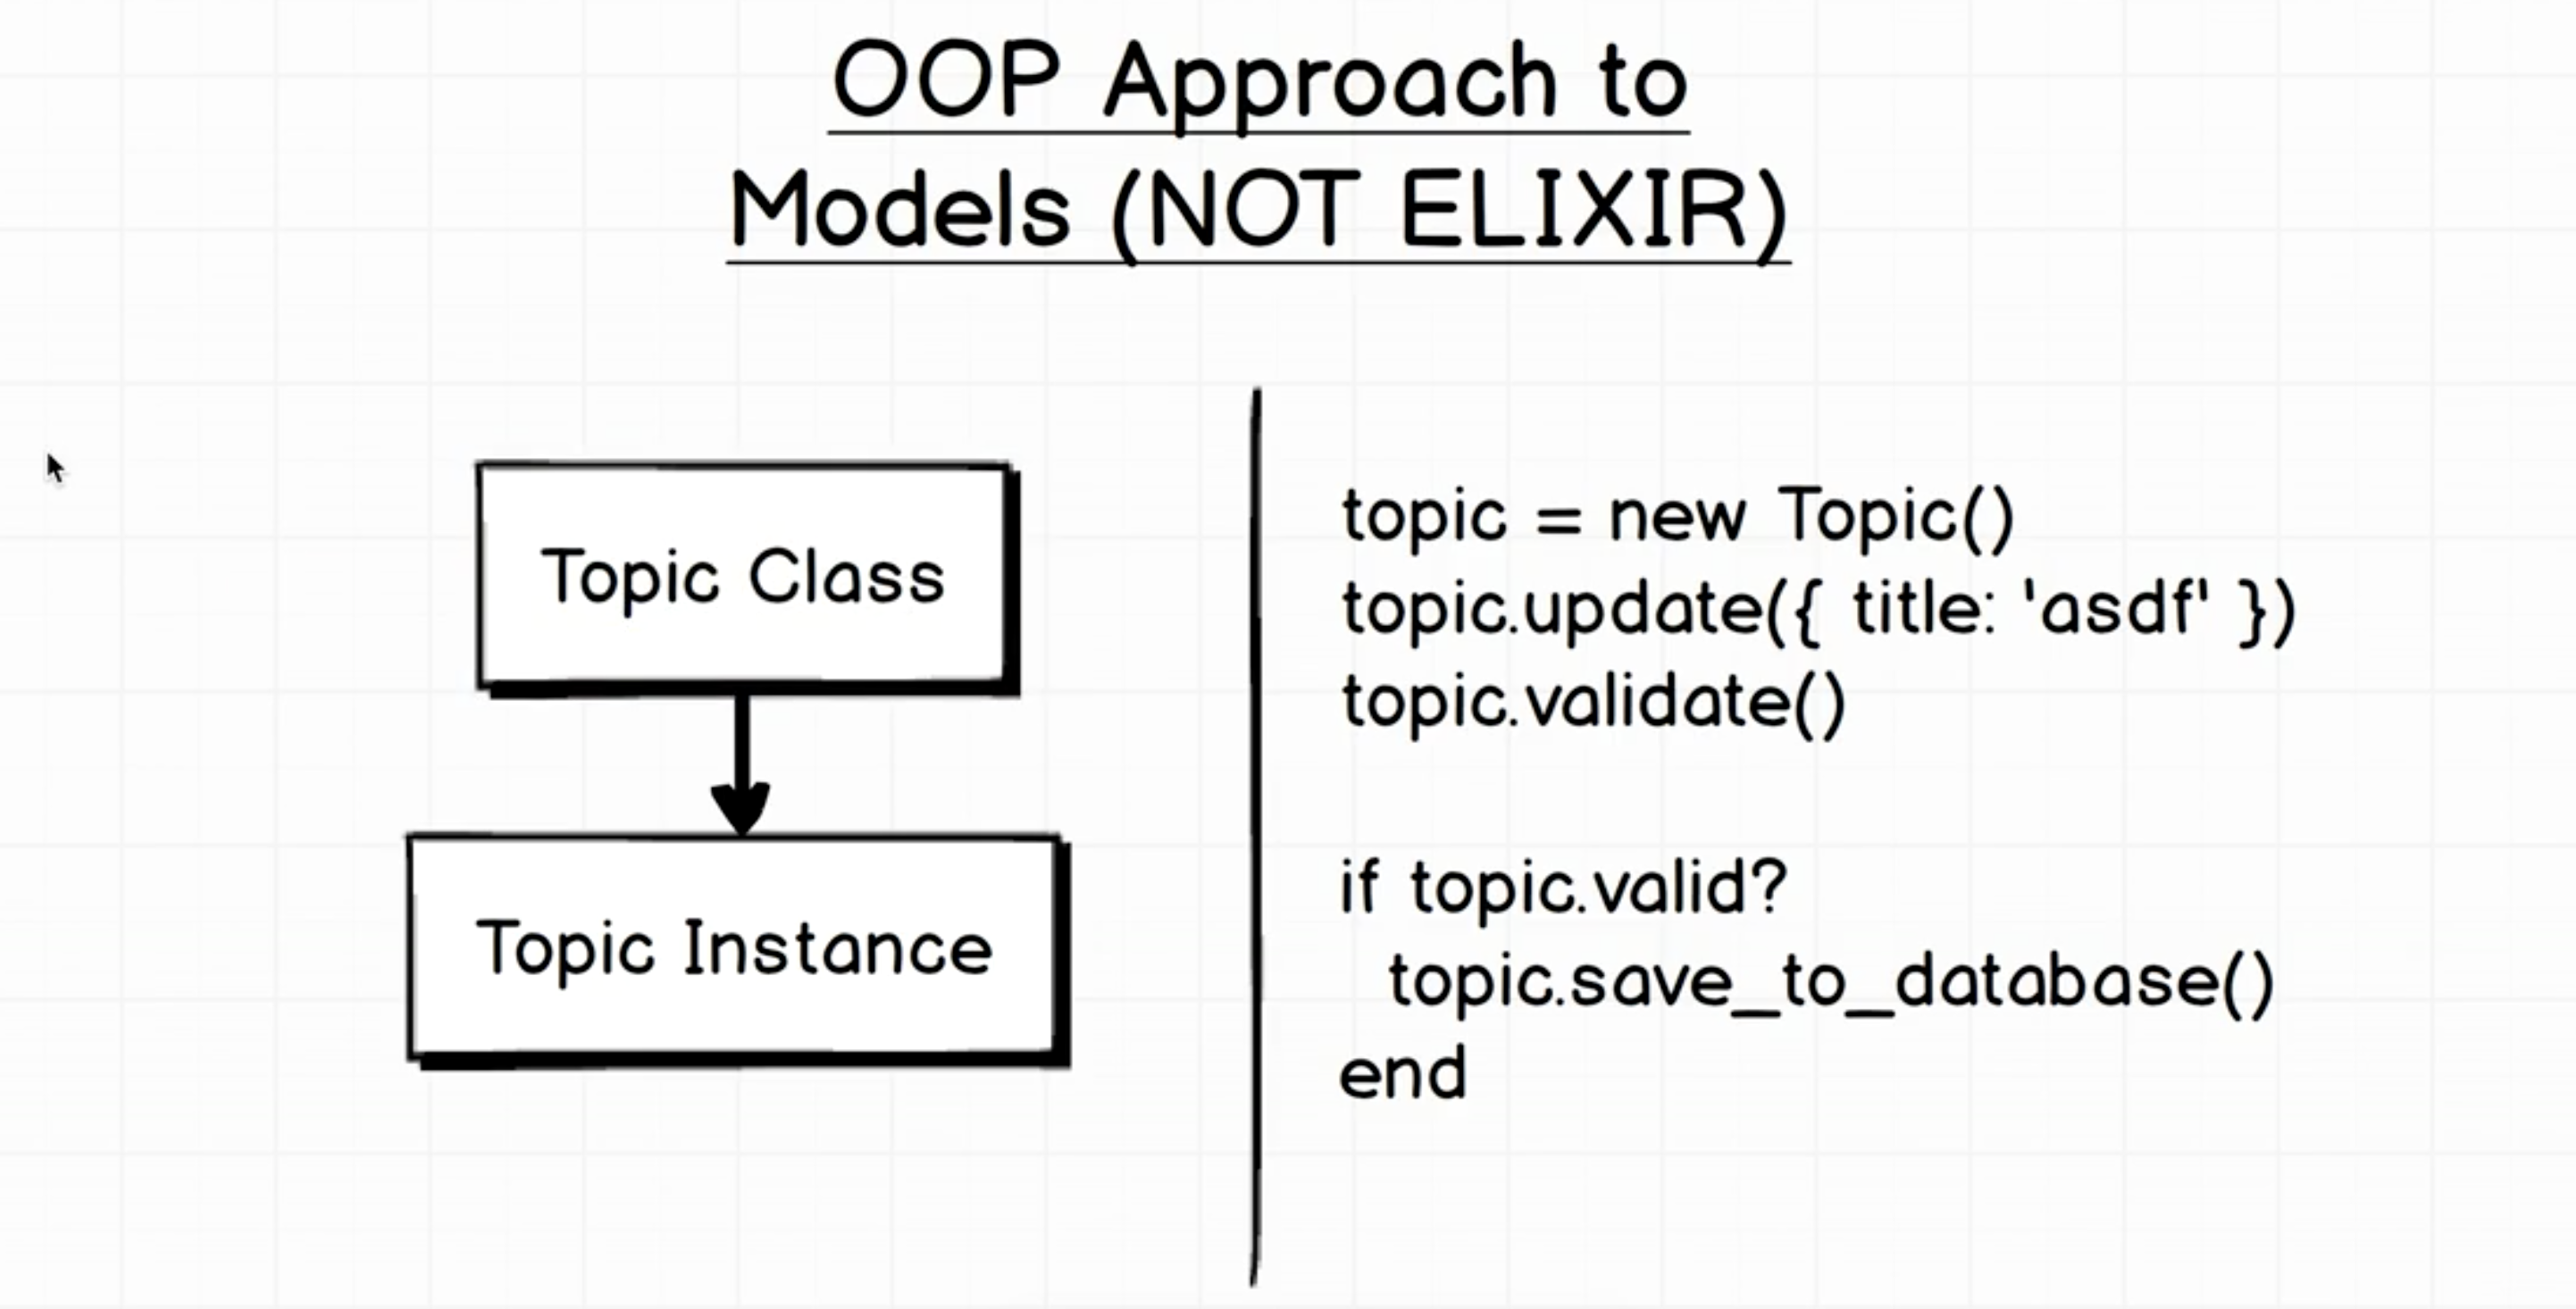 OOP Approach to
Models (NOT ELIXIR)
Topic Class
Topic Instance
topic = new Topic()
topic.update({ title: 'asdf' })
topic.validate()
if topic.valid?
topic.save_to_database()
end